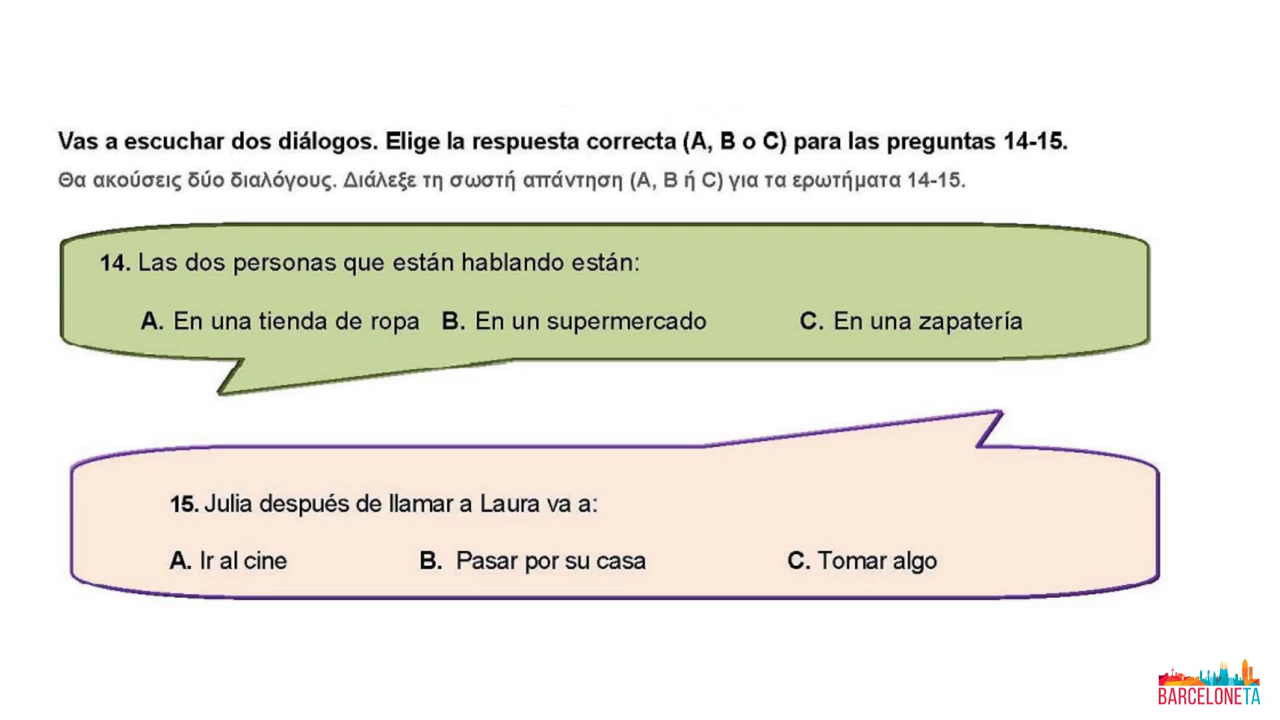 Vas a escuchar dos diálogos. Elige la respuesta correcta (A, B o C) para las preguntas 14-15.
Θα ακούσεις δύο διαλόγους. Διάλεξε τη σωστή απάντηση (A, B ή C) για τα ερωτήματα 14-15.
14. Las dos personas que están hablando están:
A. En una tienda de ropa B. En un supermercado C. En una zapatería
15. Julia después de llamar a Laura va a:
A. Ir al cine B. Pasar por su casa C. Tomar algo
BARCELONETA